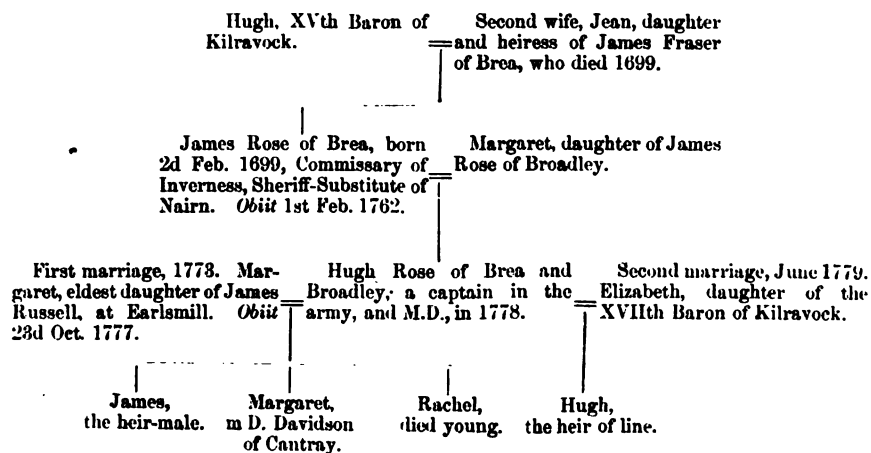 Hugh, XVth Baron of
Kilravock.
Second wife, Jean, daughter
and heiress of James Fraser
of Brea, who died 1699.
James Rose of Brea, born
2d Feb. 1699, Commissary of
Inverness, Sheriff-Substitute of
Nairn. Obiit 1st Feb. 1762.
Margaret, daughter of James
Rose of Broadley.
First marriage, 1773. Mar-
garet, eldest daughter of James
Russell, at Earlsmill. Obiit
23d Oct. 1777.
Hugh Rose of Brea and
Broadley, a captain in the
army, and M.D., in 1778.
Second marriage, June 1779.
Elizabeth, daughter of the
XVIIth Baron of Kilravock.
James,
the heir-male.
Margaret,
m D. Davidson
of Cantray.
Rachel,
died young.
Hugh,
the heir of line.